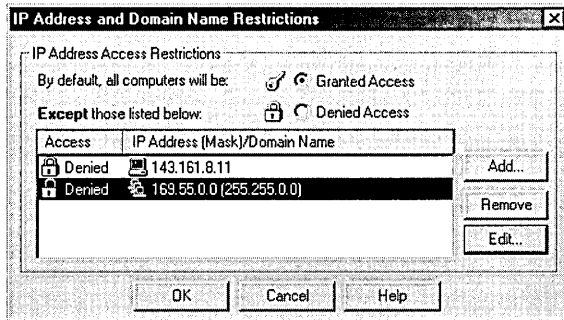 IP Address and Domain Name Restrictions
IP Address Access Restrictions
By default, all computers will be: Granted Access
Except those listed below: Denied Access
Access IP Address (Mask)/Domain Name
Denied 143.161.8.11
Denied 169.55.0.0 (255.255.0.0)
Add...
Remove
Edit...
OK Cancel Help